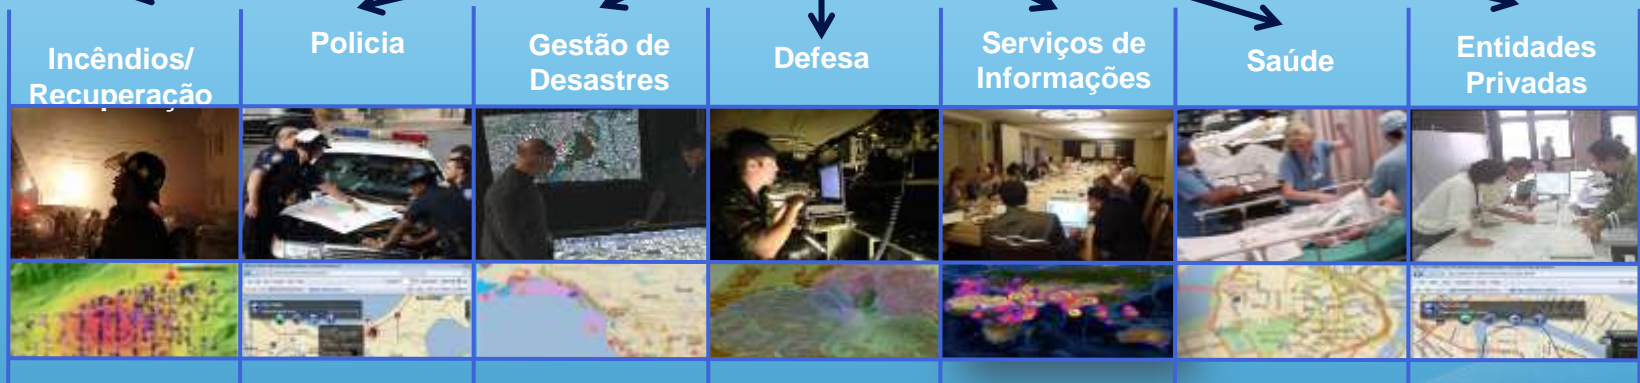 Incêndios/
Recuperação
Policia
Gestão de
Desastres
Defesa
Serviços de
Informações
Saúde
Entidades
Privadas